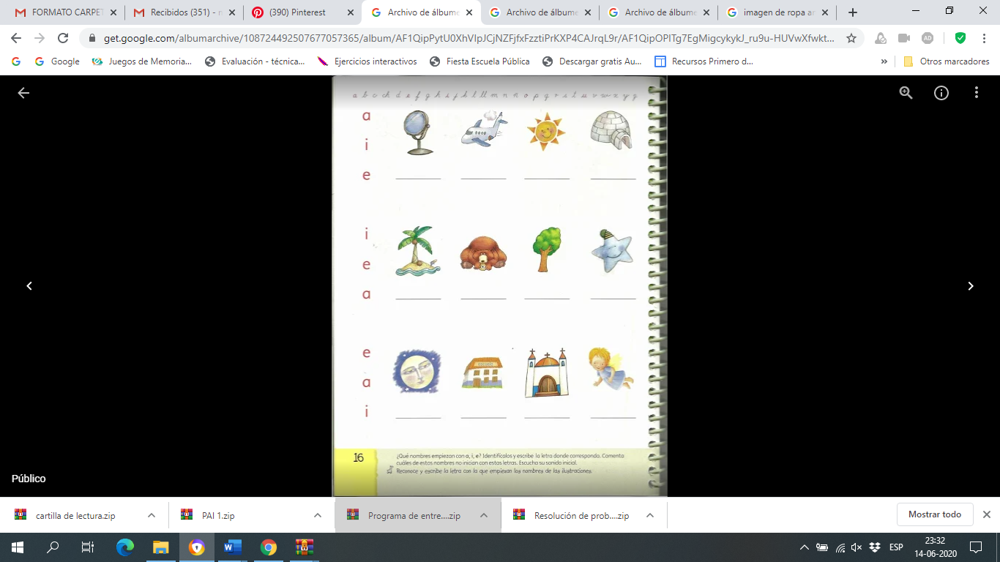 FORMATO CARPET
Recibidos (351) - n
(390) Pinterest
Archivo de álbume
Archivo de álbume
Archivo de álbume
imagen de ropa ar
get.google.com/albumarchive/108724492507677057365/album/AF1QipPytU0XhVIpJCjNZFjfxFzztiPrKXP4CAJrqL9r/AF1QipOPlTg7EgMigcykykJ_ru9u-HUVwXfwkt...
Google
Juegos de Memoria...
Evaluación - técnica...
Ejercicios interactivos
Fiesta Escuela Pública
Descargar gratis Au...
Recursos Primero d...
»
Otros marcadores
a b c ch d e f g h i j k l ll m n ñ o p q r s t u v w x y z
a
i
e
i
e
a
e
a
i
16
¿Qué nombres empiezan con a, i, e? Identifícalos y escribe la letra donde corresponda. Comenta
cuáles de estos nombres no inician con estas letras. Escucha su sonido inicial.
Reconoce y escribe la letra con la que empiezan los nombres de las ilustraciones.
Público
cartilla de lectura.zip
PAI 1.zip
Programa de entre....zip
Resolución de prob....zip
Mostrar todo
ESP
23:32
14-06-2020